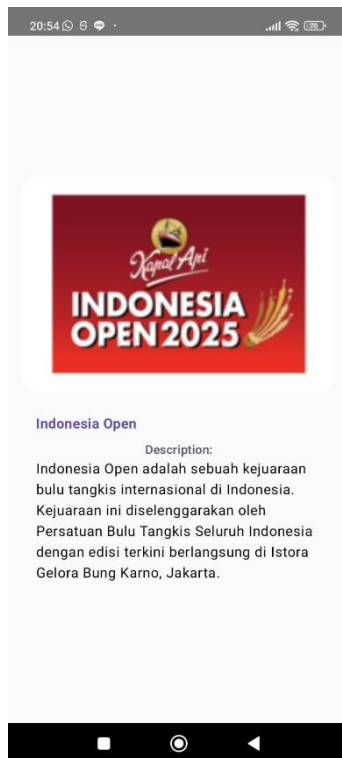 20:54
70
Kapal Api
INDONESIA
OPEN 2025
Indonesia Open
Description:
Indonesia Open adalah sebuah kejuaraan
bulu tangkis internasional di Indonesia.
Kejuaraan ini diselenggarakan oleh
Persatuan Bulu Tangkis Seluruh Indonesia
dengan edisi terkini berlangsung di Istora
Gelora Bung Karno, Jakarta.